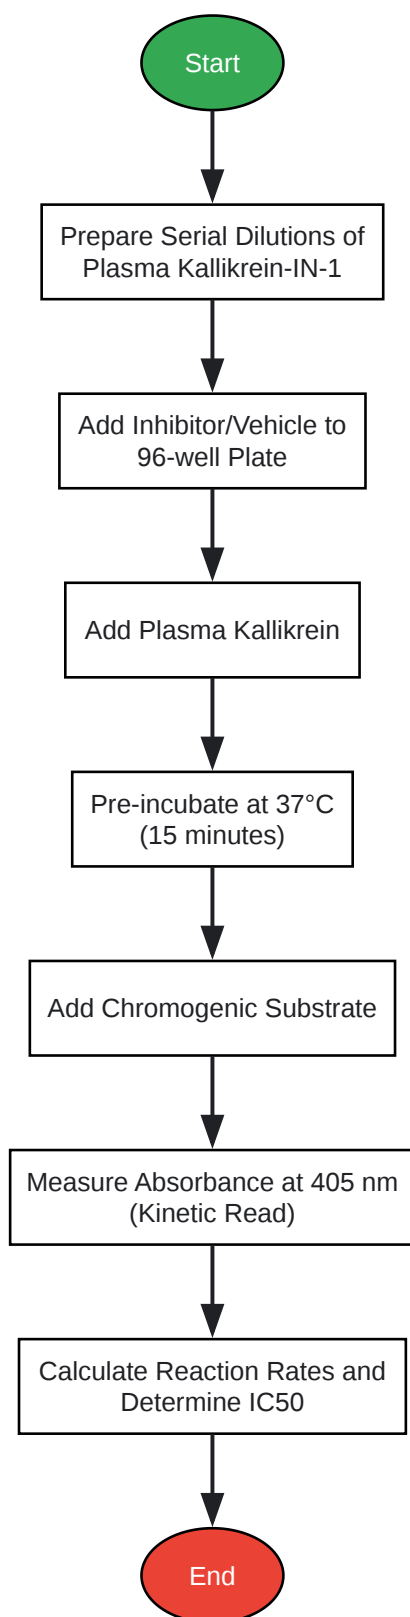 Start
Prepare Serial Dilutions of
Plasma Kallikrein-IN-1
Add Inhibitor/Vehicle to
96-well Plate
Add Plasma Kallikrein
Pre-incubate at 37°C
(15 minutes)
Add Chromogenic Substrate
Measure Absorbance at 405 nm
(Kinetic Read)
Calculate Reaction Rates and
Determine IC50
End